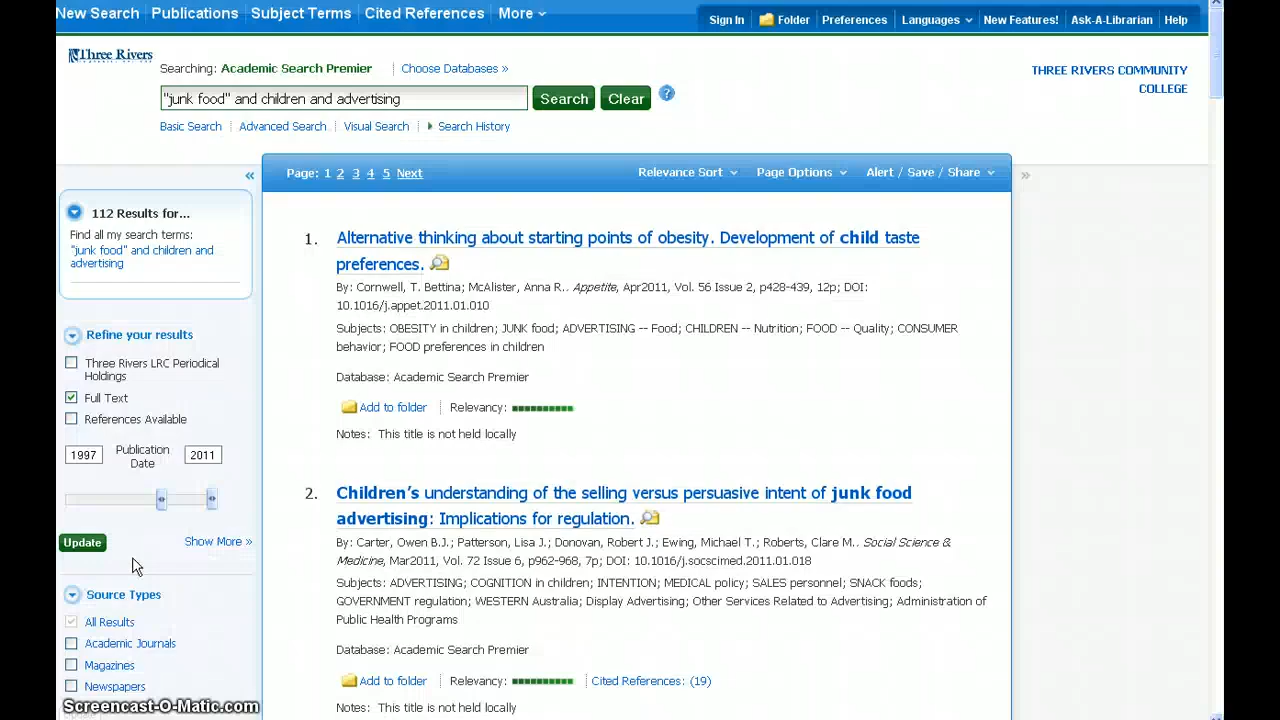 New Search Publications Subject Terms Cited References More
Sign In Folder Preferences Languages New Features! Ask-A-Librarian Help
Three Rivers
Searching: Academic Search Premier Choose Databases »
THREE RIVERS COMMUNITY
COLLEGE
"junk food" and children and advertising Search Clear ?
Basic Search Advanced Search Visual Search Search History
«
Page: 1 2 3 4 5 Next Relevance Sort Page Options Alert / Save / Share
»
112 Results for...
Find all my search terms:
"junk food" and children and
advertising
Refine your results
Three Rivers LRC Periodical
Holdings
Full Text
References Available
1997 Publication
Date 2011
Update Show More »
Source Types
All Results
Academic Journals
Magazines
Newspapers
1. Alternative thinking about starting points of obesity. Development of child taste
preferences.
By: Cornwell, T. Bettina; McAlister, Anna R.. Appetite, Apr2011, Vol. 56 Issue 2, p428-439, 12p; DOI:
10.1016/j.appet.2011.01.010
Subjects: OBESITY in children; JUNK food; ADVERTISING -- Food; CHILDREN -- Nutrition; FOOD -- Quality; CONSUMER
behavior; FOOD preferences in children
Database: Academic Search Premier
Add to folder Relevancy:
Notes: This title is not held locally
2. Children's understanding of the selling versus persuasive intent of junk food
advertising: Implications for regulation.
By: Carter, Owen B.J.; Patterson, Lisa J.; Donovan, Robert J.; Ewing, Michael T.; Roberts, Clare M.. Social Science &
Medicine, Mar2011, Vol. 72 Issue 6, p962-968, 7p; DOI: 10.1016/j.socscimed.2011.01.018
Subjects: ADVERTISING; COGNITION in children; INTENTION; MEDICAL policy; SALES personnel; SNACK foods;
GOVERNMENT regulation; WESTERN Australia; Display Advertising; Other Services Related to Advertising; Administration of
Public Health Programs
Database: Academic Search Premier
Add to folder Relevancy: Cited References: (19)
Notes: This title is not held locally
Screencast-O-Matic.com